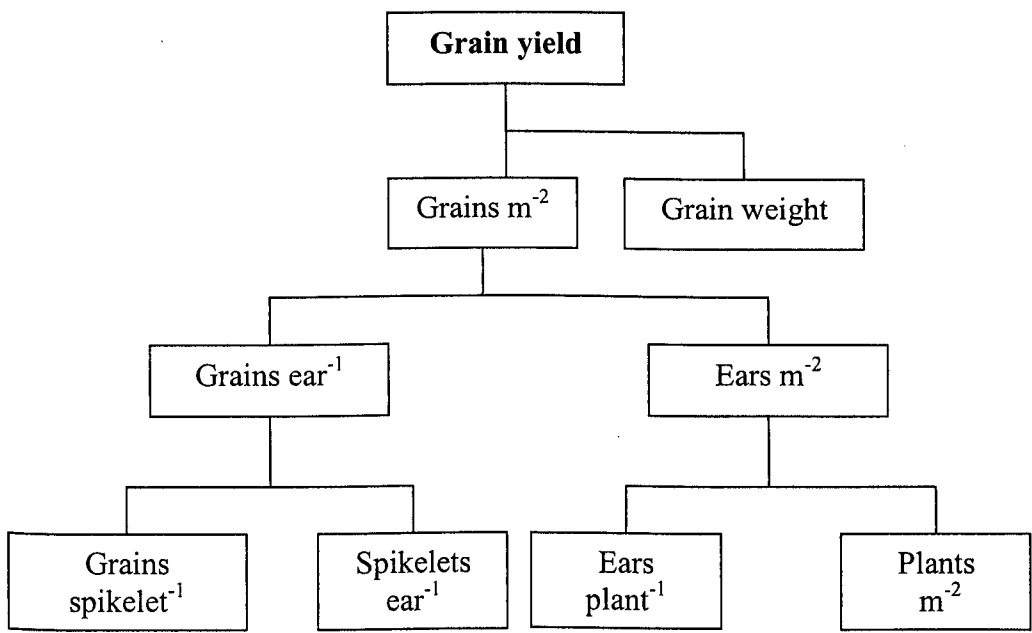 Grain yield
Grains m⁻²
Grain weight
Grains ear⁻¹
Ears m⁻²
Grains
spikelet⁻¹
Spikelets
ear⁻¹
Ears
plant⁻¹
Plants
m⁻²